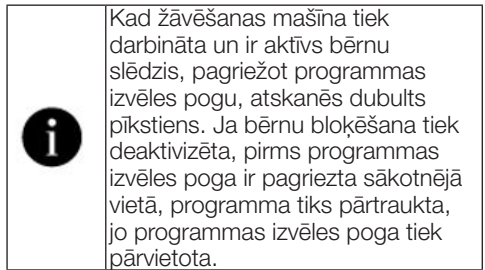 Kad žāvēšanas mašīna tiek
darbināta un ir aktīvs bērnu
slēdzis, pagriežot programmas
izvēles pogu, atskanēs dubults
pīkstiens. Ja bērnu bloķēšana tiek
deaktivizēta, pirms programmas
izvēles poga ir pagriezta sākotnējā
vietā, programma tiks pārtraukta,
jo programmas izvēles poga tiek
pārvietota.